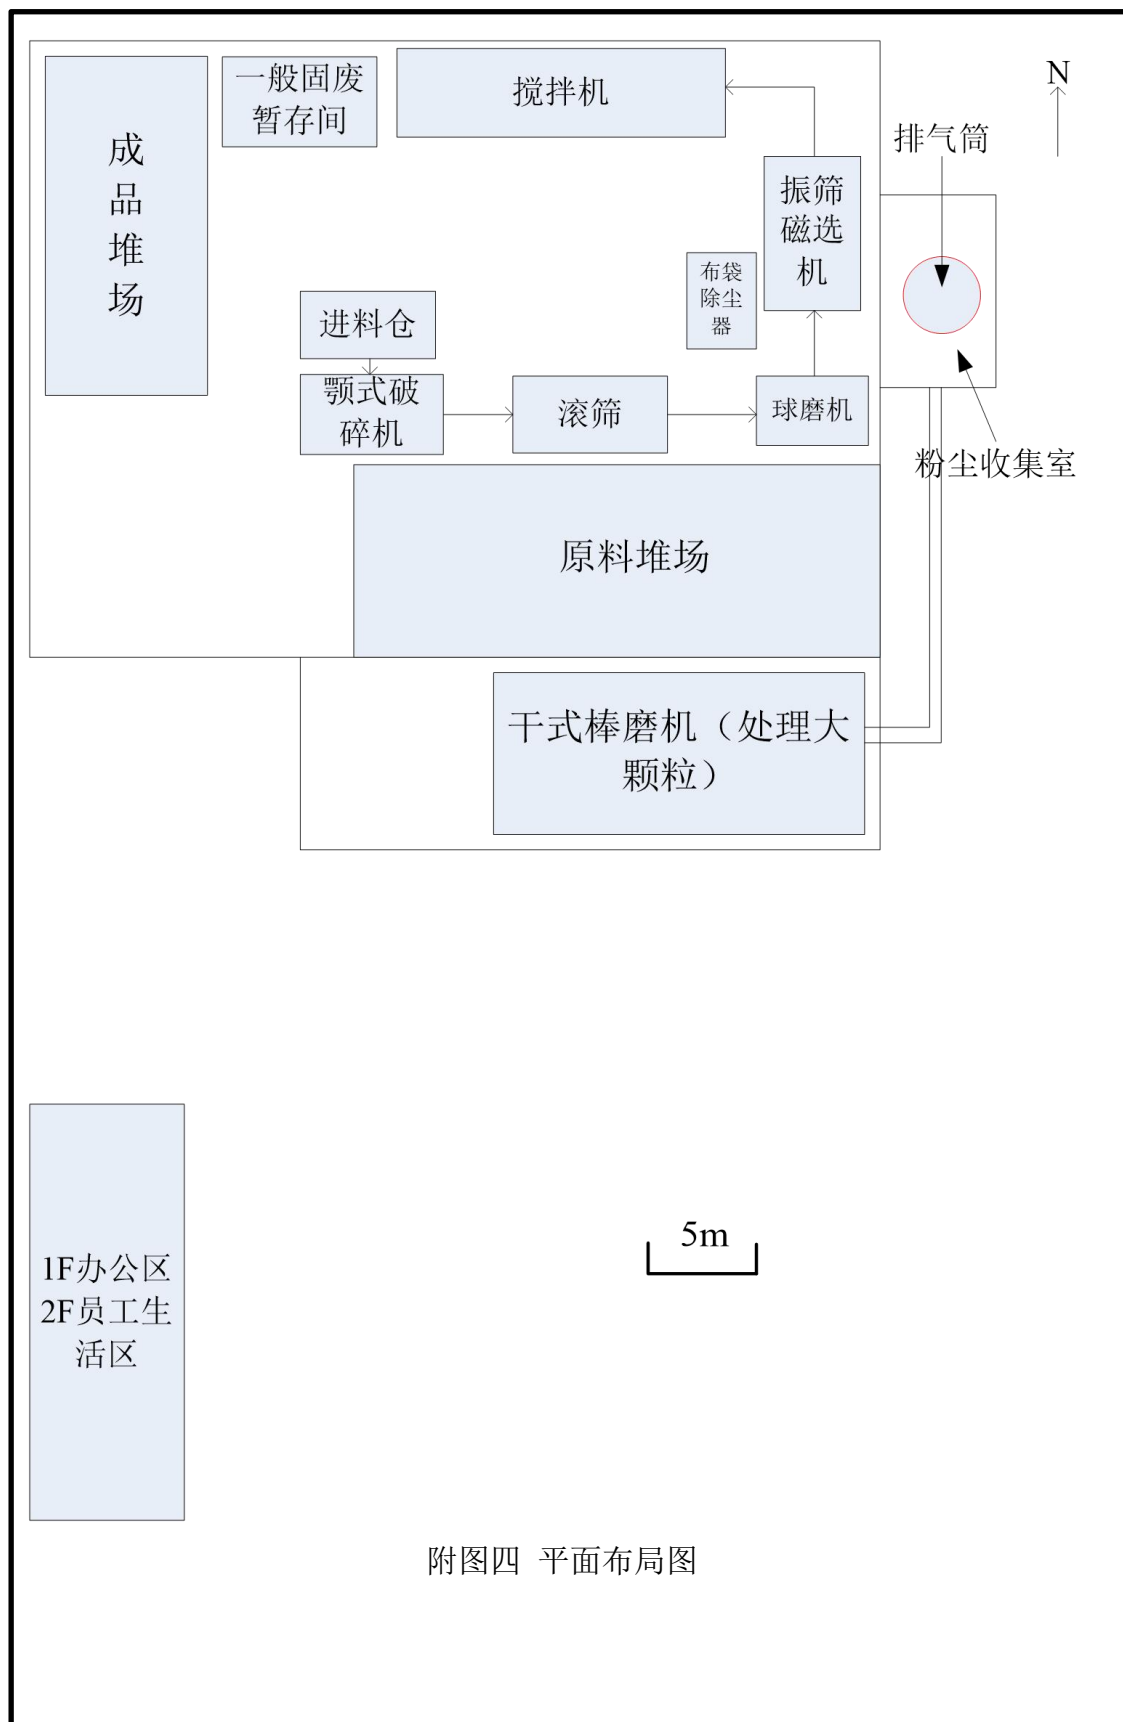 一般固废
暂存间
搅拌机
N
排气筒
成
品
堆
场
振筛
磁选
机
布袋
除尘
器
进料仓
颚式破
碎机
滚筛
球磨机
粉尘收集室
原料堆场
干式棒磨机（处理大
颗粒）
5m
1F办公区
2F员工生
活区
附图四 平面布局图